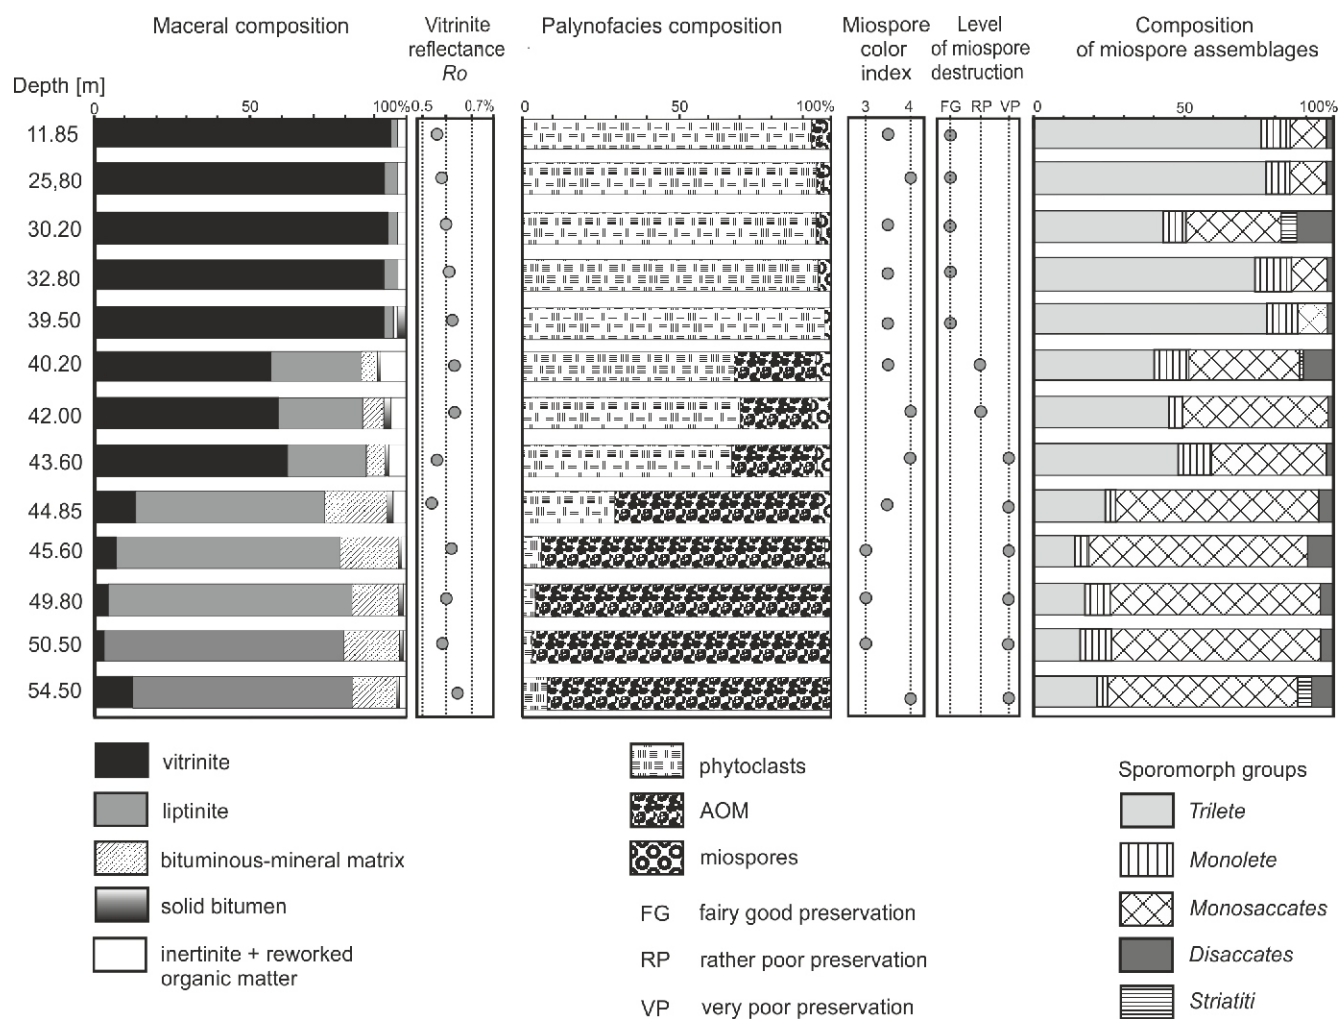 Maceral composition
Vitrinite
reflectance
Ro
Palynofacies composition
Miospore
color
index
Level
of miospore
destruction
Composition
of miospore assemblages
Depth [m]
0 50 100%
0.5 0.7%
0 50 100%
3 4
FG RP VP
0 50 100%
11.85
25.80
30.20
32.80
39.50
40.20
42.00
43.60
44.85
45.60
49.80
50.50
54.50
vitrinite
liptinite
bituminous-mineral matrix
solid bitumen
inertinite + reworked
organic matter
phytoclasts
AOM
miospores
FG fairy good preservation
RP rather poor preservation
VP very poor preservation
Sporomorph groups
Trilete
Monolete
Monosaccates
Disaccates
Striatiti